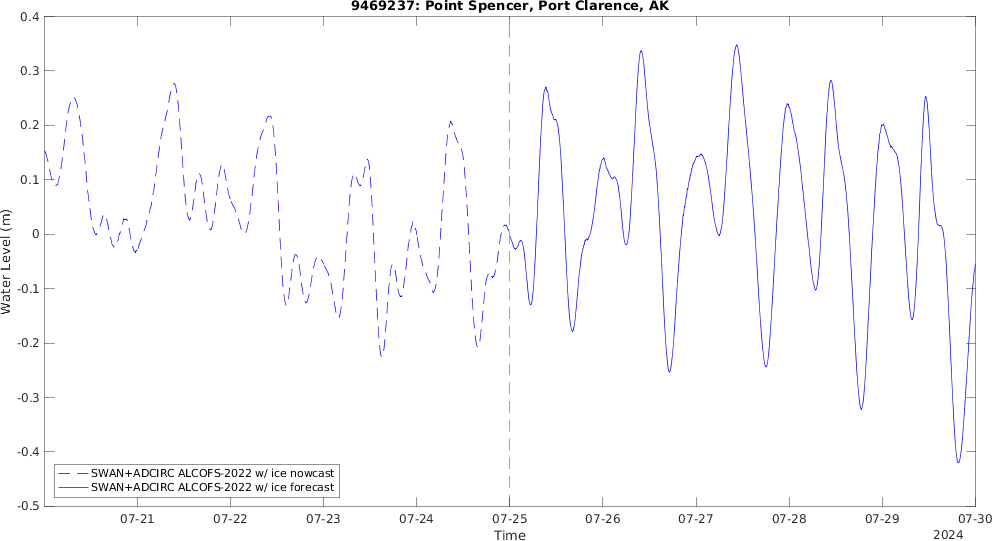 9469237: Point Spencer, Port Clarence, AK
0.4
0.3
0.2
0.1
0
-0.1
-0.2
-0.3
-0.4
-0.5
Water Level (m)
SWAN+ADCIRC ALCOFS-2022 w/ ice nowcast
SWAN+ADCIRC ALCOFS-2022 w/ ice forecast
07-21 07-22 07-23 07-24 07-25 07-26 07-27 07-28 07-29 07-30
Time
2024